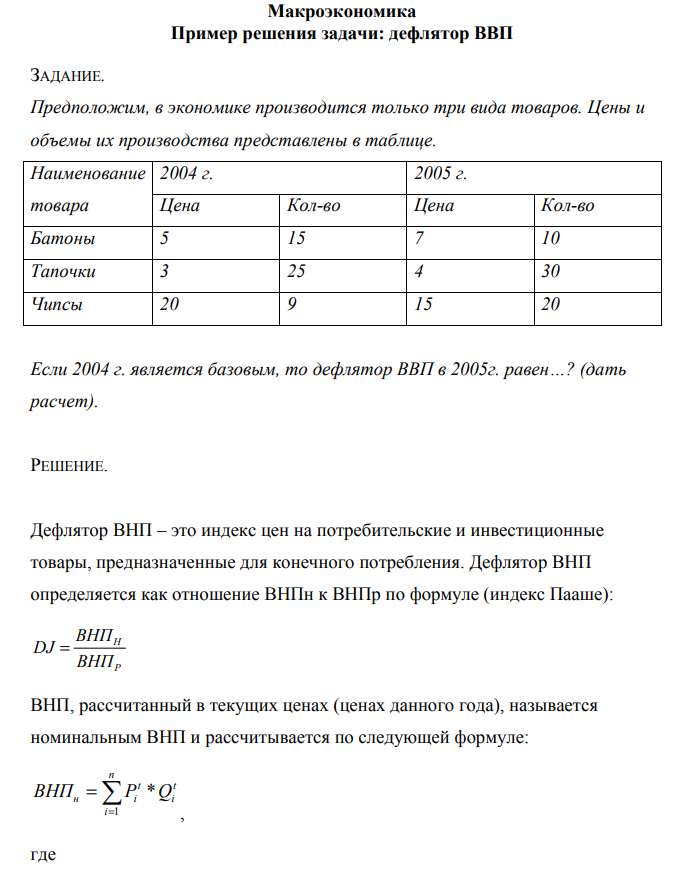 Макроэкономика
Пример решения задачи: дефлятор ВВП
ЗАДАНИЕ.
Предположим, в экономике производится только три вида товаров. Цены и
объемы их производства представлены в таблице.
Наименование товара | 2004 г. | 2005 г.
Цена | Кол-во | Цена | Кол-во
Батоны | 5 | 15 | 7 | 10
Тапочки | 3 | 25 | 4 | 30
Чипсы | 20 | 9 | 15 | 20
Если 2004 г. является базовым, то дефлятор ВВП в 2005г. равен…? (дать
расчет).
РЕШЕНИЕ.
Дефлятор ВНП – это индекс цен на потребительские и инвестиционные
товары, предназначенные для конечного потребления. Дефлятор ВНП
определяется как отношение ВНПн к ВНПр по формуле (индекс Пааше):
DJ = ВНП_Н / ВНП_Р
ВНП, рассчитанный в текущих ценах (ценах данного года), называется
номинальным ВНП и рассчитывается по следующей формуле:
ВНП_н = ∑_{i=1}^{n} P_i^t * Q_i^t ,
где